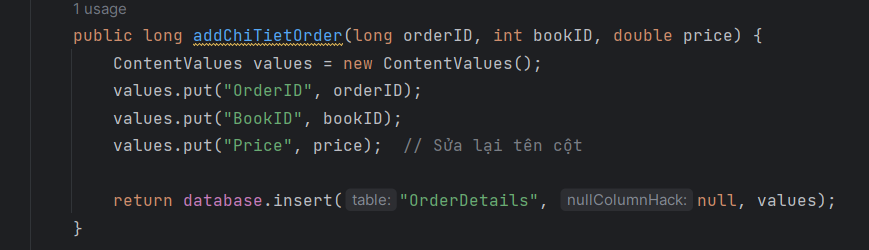 1 usage
public long addChiTietOrder(long orderID, int bookID, double price) {
ContentValues values = new ContentValues();
values.put("OrderID", orderID);
values.put("BookID", bookID);
values.put("Price", price);  // Sửa lại tên cột
return database.insert( table: "OrderDetails",  nullColumnHack: null, values);
}